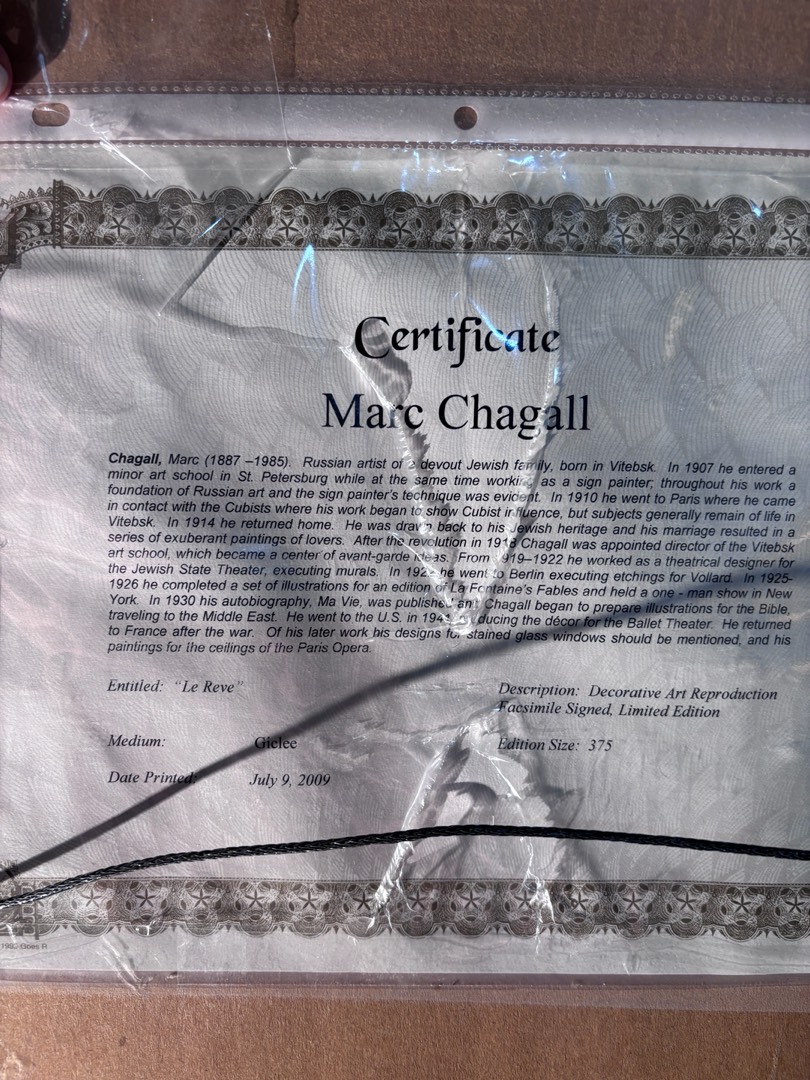 Certificate
Marc Chagall
Chagall, Marc (1887 –1985). Russian artist of a devout Jewish family, born in Vitebsk. In 1907 he entered a
minor art school in St. Petersburg while at the same time working as a sign painter; throughout his work a
foundation of Russian art and the sign painter's technique was evident. In 1910 he went to Paris where he came
in contact with the Cubists where his work began to show Cubist influence, but subjects generally remain of life in
Vitebsk. In 1914 he returned home. He was drawn back to his Jewish heritage and his marriage resulted in a
series of exuberant paintings of lovers. After the revolution in 1918 Chagall was appointed director of the Vitebsk
art school, which became a center of avant-garde ideas. From 1919–1922 he worked as a theatrical designer for
the Jewish State Theater, executing murals. In he went to Berlin executing etchings for Vollard. In 1925-
1926 he completed a set of illustrations for an edition of La Fontaine's Fables and held a one - man show in New
York. In 1930 his autobiography, Ma Vie, was published and Chagall began to prepare illustrations for the Bible,
traveling to the Middle East. He went to the U.S. in the décor for the Ballet Theater. He returned
to France after the war. Of his later work his designs for stained glass windows should be mentioned, and his
paintings for the ceilings of the Paris Opera.
Entitled: "Le Reve"
Description: Decorative Art Reproduction
Facsimile Signed, Limited Edition
Medium: Giclee
Edition Size: 375
Date Printed: July 9, 2009